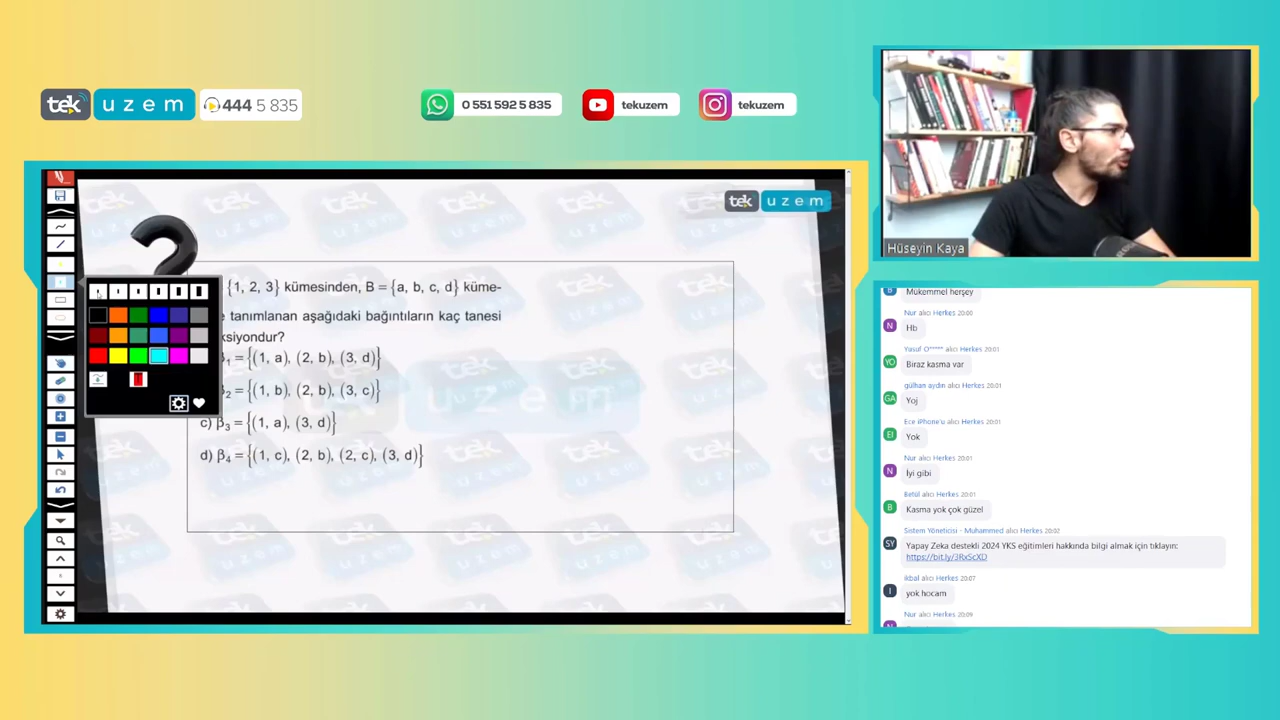 tek uzem 444 5 835
0 551 592 5 835
tekuzem
tekuzem
Hüseyin Kaya
tek uzem
{1, 2, 3} kümesinden, B = {a, b, c, d} küme-
tanımlanan aşağıdaki bağıntıların kaç tanesi
ksiyondur?
= {(1, a), (2, b), (3, d)}
= {(1, b), (2, b), (3, c)}
c) β₃ = {(1, a), (3, d)}
d) β₄ = {(1, c), (2, b), (2, c), (3, d)}
Mükemmel herşey
Nur alıcı Herkes 20:00
N
Hb
Yusuf O***** alıcı Herkes 20:01
YO
Biraz kasma var
gülhan aydın alıcı Herkes 20:01
GA
Yoj
Ece iPhone'u alıcı Herkes 20:01
EI
Yok
Nur alıcı Herkes 20:01
N
Iyi gibi
Betül alıcı Herkes 20:01
B
Kasma yok çok güzel
Sistem Yöneticisi - Muhammed alıcı Herkes 20:02
SY
Yapay Zeka destekli 2024 YKS eğitimleri hakkında bilgi almak için tıklayın:
https://bit.ly/3RxScXD
ikbal alıcı Herkes 20:07
I
yok hocam
Nur alıcı Herkes 20:09